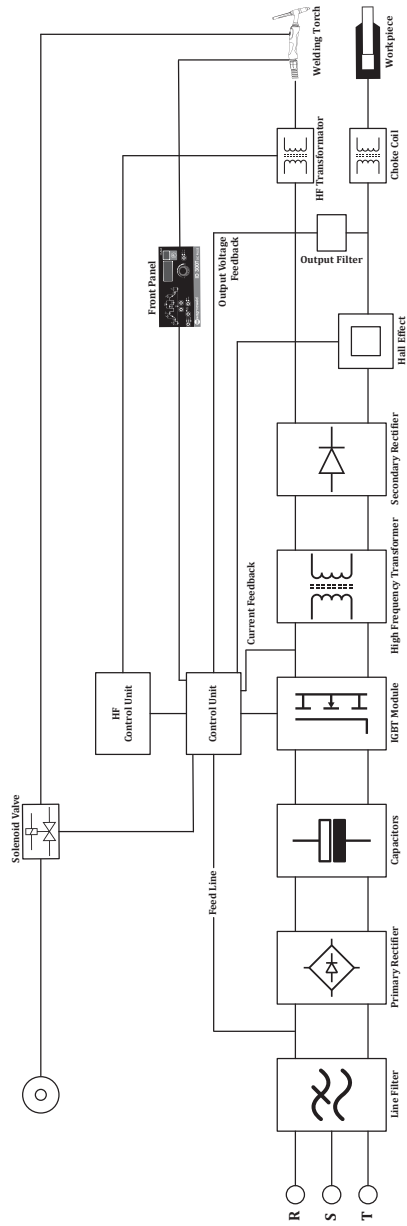 Solenoid Valve
HF
Control Unit
Front Panel
Control Unit
Feed Line
Current Feedback
Output Voltage
Feedback
R
S
T
Line Filter
Primary Rectifier
Capacitors
IGBT Module
High Frequency Transformer
Secondary Rectifier
Hall Effect
Output Filter
HF Transformator
Choke Coil
Welding Torch
Workpiece